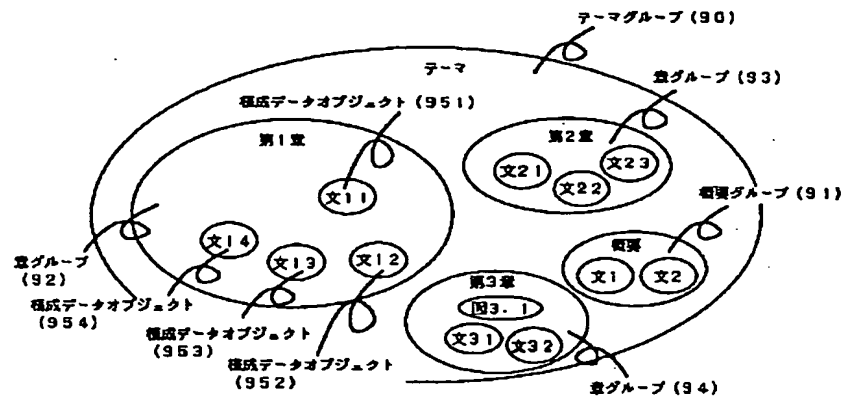 テーマグループ(90)
テーマ
章グループ(93)
構成データオブジェクト(951)
第1章
第2章
文21
文22
文23
文11
概要グループ(91)
概要
文1
文2
文14
文13
文12
章グループ
(92)
構成データオブジェクト
(954)
構成データオブジェクト
(953)
構成データオブジェクト
(952)
第3章
図3.1
文31
文32
章グループ(94)